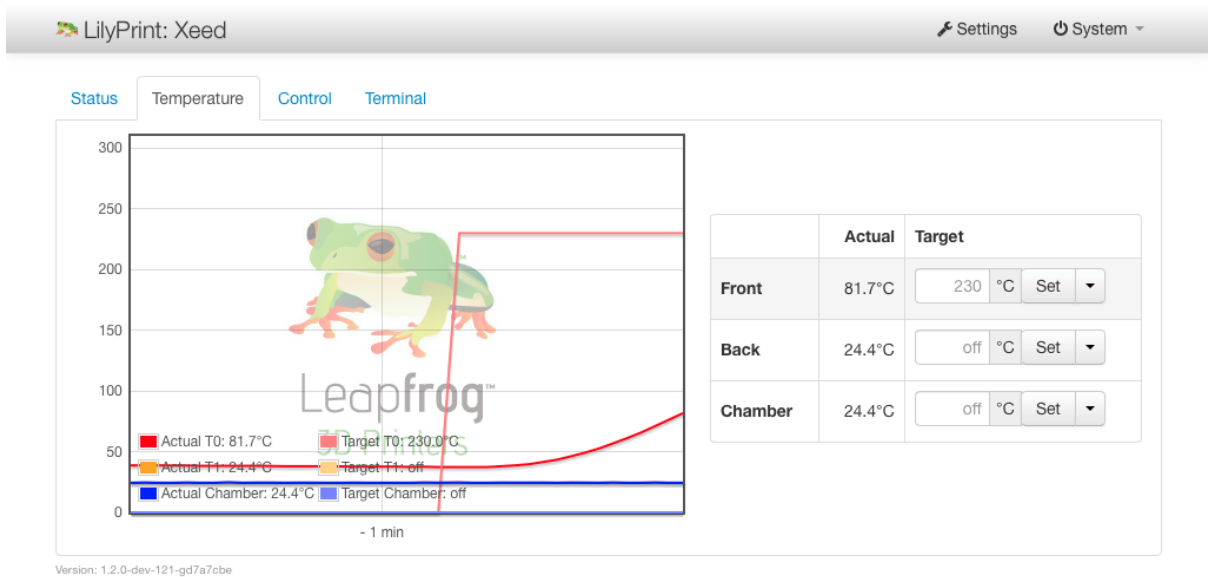 LilyPrint: Xeed
Settings
System
Status
Temperature
Control
Terminal
300
250
200
150
100
50
0
- 1 min
Leapfrog™
3D Printers
™
Actual T0: 81.7°C
Target T0: 230.0°C
Actual T1: 24.4°C
Target T1: off
Actual Chamber: 24.4°C
Target Chamber: off
Actual Target
Front 81.7°C 230 °C Set
Back 24.4°C off °C Set
Chamber 24.4°C off °C Set
Version: 1.2.0-dev-121-gd7a7cbe